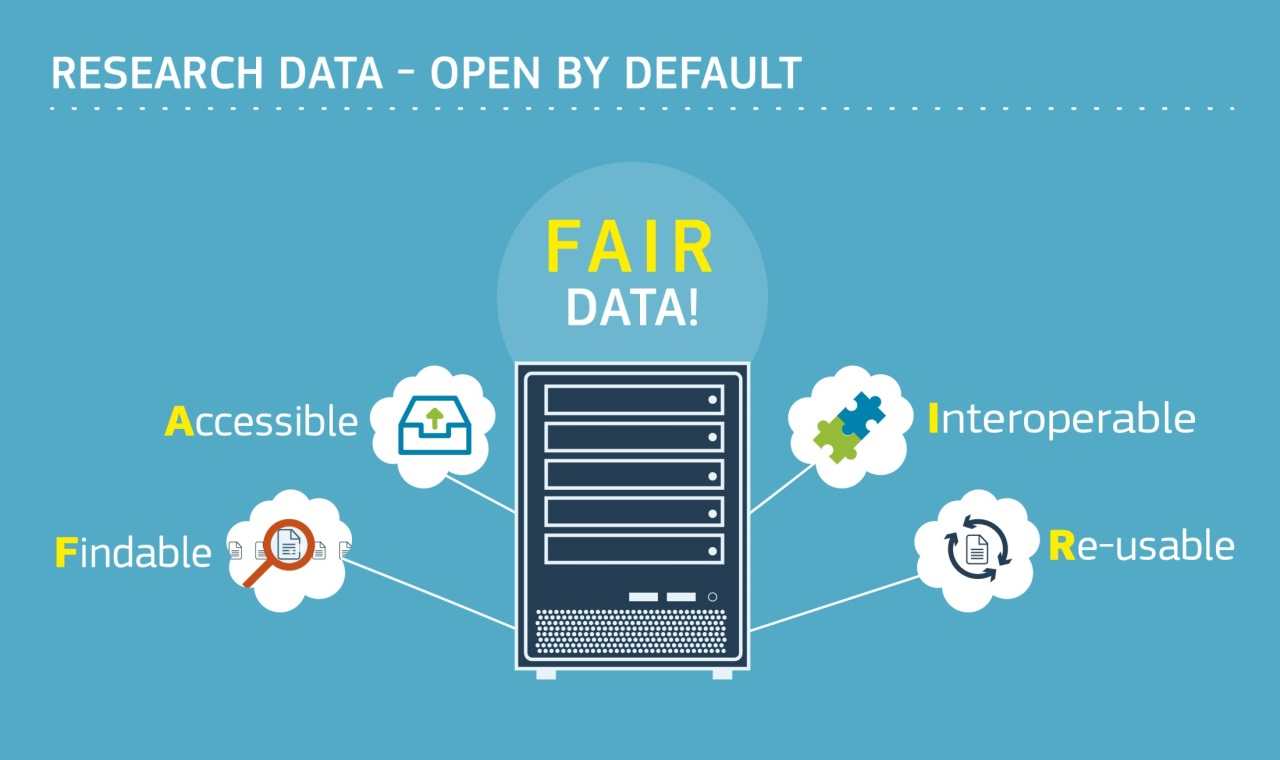 RESEARCH DATA - OPEN BY DEFAULT
FAIR
DATA!
Accessible
Interoperable
Findable
Re-usable